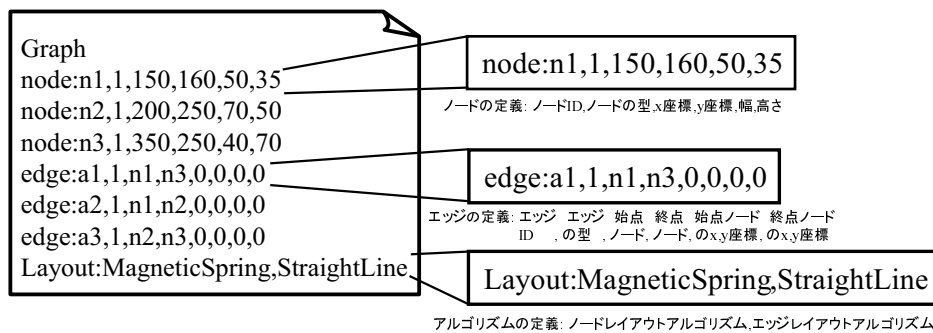 Graph
node:n1,1,150,160,50,35
node:n2,1,200,250,70,50
node:n3,1,350,250,40,70
edge:a1,1,n1,n3,0,0,0,0
edge:a2,1,n1,n2,0,0,0,0
edge:a3,1,n2,n3,0,0,0,0
Layout:MagneticSpring,StraightLine
node:n1,1,150,160,50,35
ノードの定義: ノードID,ノードの型,x座標,y座標,幅,高さ
edge:a1,1,n1,n3,0,0,0,0
エッジの定義: エッジ エッジ 始点 終点 始点ノード 終点ノード
ID , の型 , ノード, ノード, のx,y座標, のx,y座標
Layout:MagneticSpring,StraightLine
アルゴリズムの定義: ノードレイアウトアルゴリズム,エッジレイアウトアルゴリズム